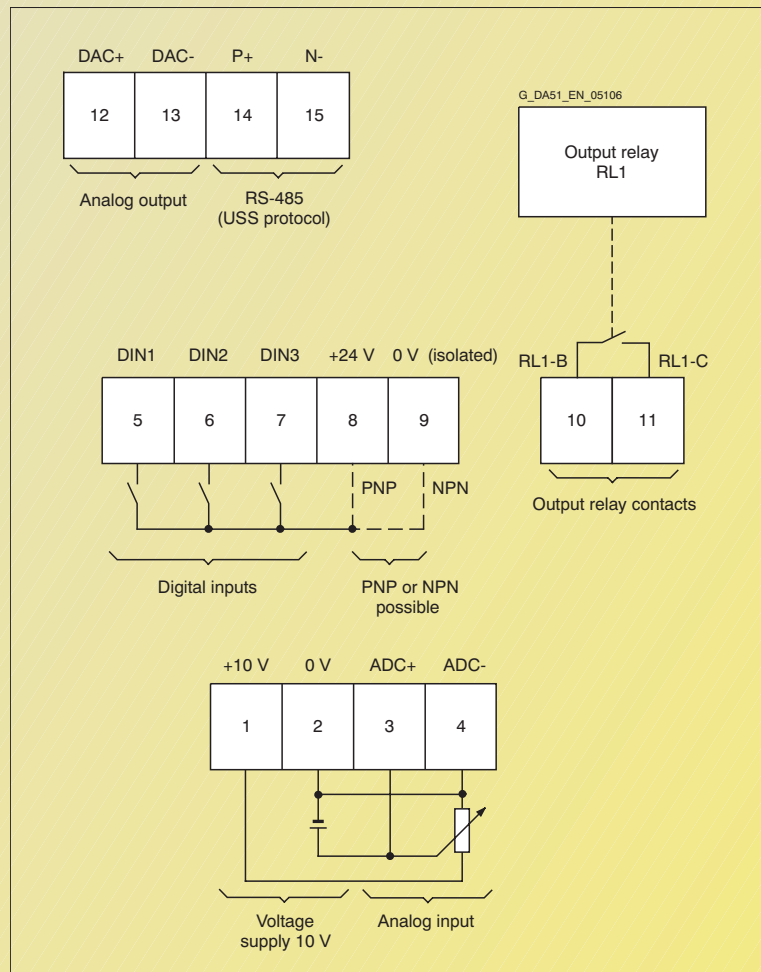 DAC+ DAC- P+ N-
12 13 14 15
Analog output
RS-485
(USS protocol)
G_DA51_EN_05106
Output relay
RL1
RL1-B RL1-C
10 11
Output relay contacts
DIN1 DIN2 DIN3 +24 V 0 V (isolated)
5 6 7 8 9
PNP NPN
Digital inputs
PNP or NPN
possible
+10 V 0 V ADC+ ADC-
1 2 3 4
Voltage
supply 10 V
Analog input